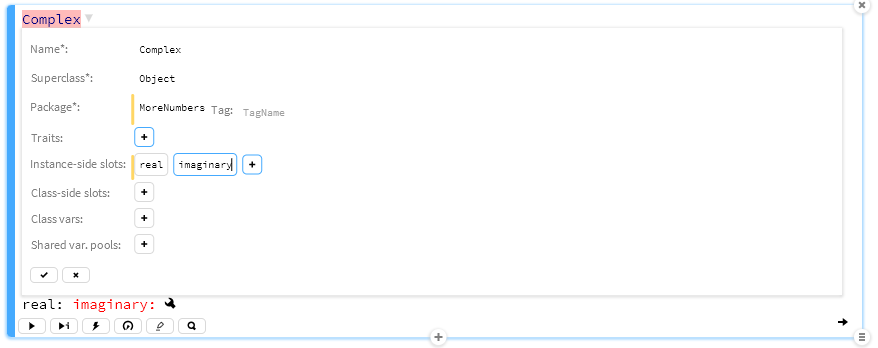 Complex
Name*: Complex
Superclass*: Object
Package*: MoreNumbers Tag: TagName
Traits:
Instance-side slots: real imaginary
Class-side slots:
Class vars:
Shared var. pools:
real: imaginary: